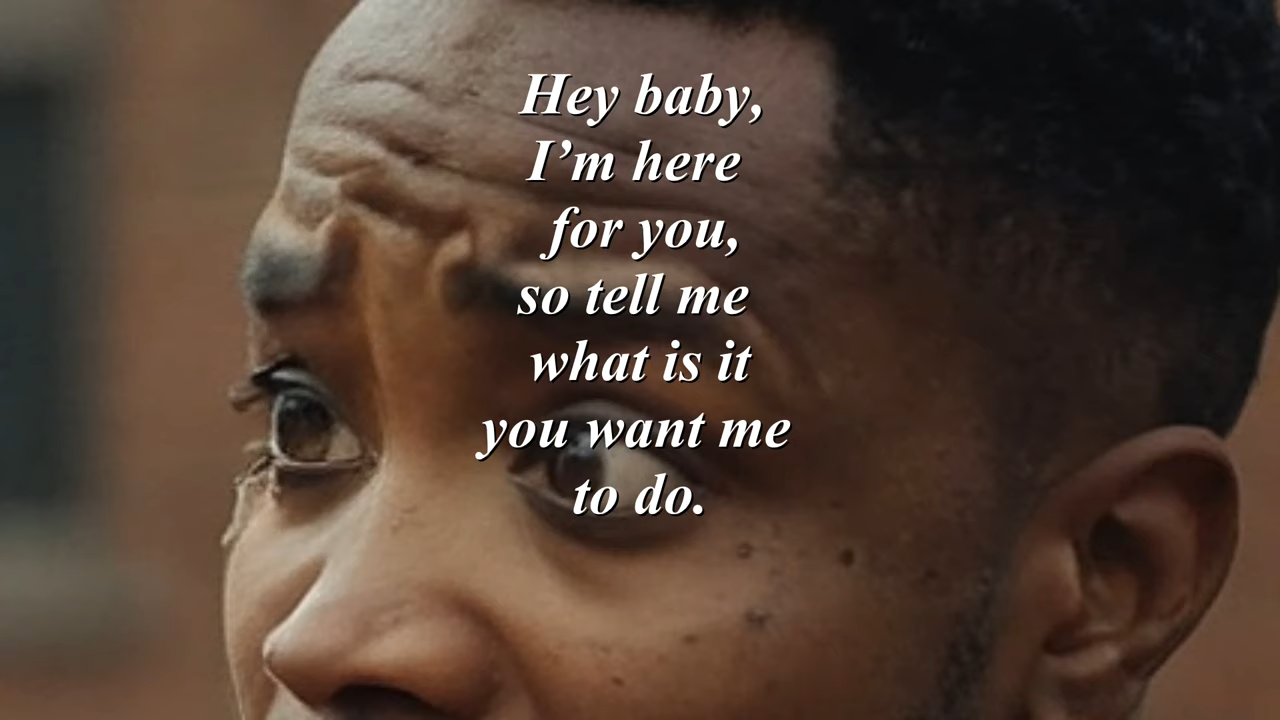 Hey baby,
I’m here
for you,
so tell me
what is it
you want me
to do.